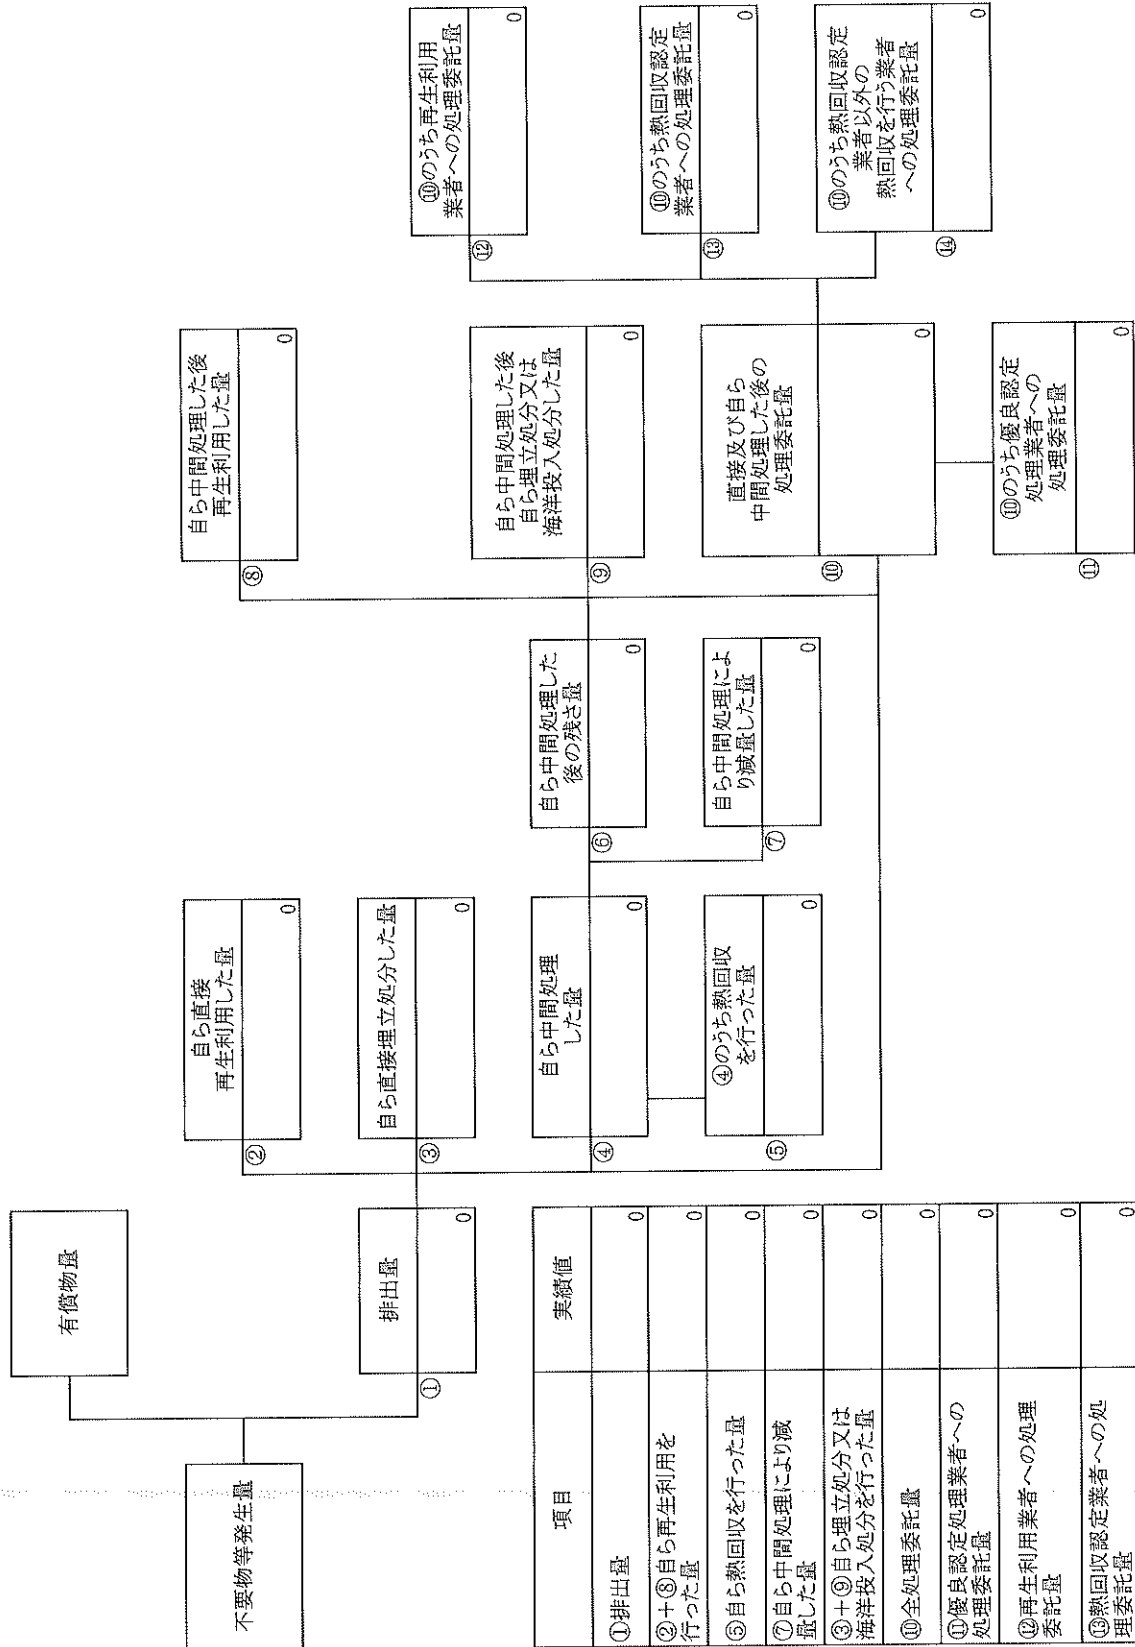 不要物等発生量
有償物量
排出量
①
0
自ら直接
再生利用した量
②
0
自ら直接埋立処分した量
③
0
自ら中間処理
した量
④
0
④のうち熱回収
を行った量
⑤
0
自ら中間処理した
後の残さ量
⑥
0
自ら中間処理によ
り減量した量
⑦
0
自ら中間処理した後
再生利用した量
⑧
0
自ら中間処理した後
自ら埋立処分又は
海洋投入処分した量
⑨
0
直接及び自ら
中間処理した後の
処理委託量
⑩
0
⑩のうち優良認定
処理業者への
処理委託量
⑪
0
⑩のうち再生利用
業者への処理委託量
⑫
0
⑩のうち熱回収認定
業者への処理委託量
⑬
0
⑩のうち熱回収認定
業者以外の
熱回収を行う業者
への処理委託量
⑭
0
項目 実績値
①排出量 0
②+⑧自ら再生利用を
行った量 0
⑤自ら熱回収を行った量 0
⑦自ら中間処理により減
量した量 0
③+⑨自ら埋立処分又は
海洋投入処分を行った量 0
⑩全処理委託量 0
⑪優良認定処理業者への
処理委託量 0
⑫再生利用業者への処理
委託量 0
⑬熱回収認定業者への処
理委託量 0